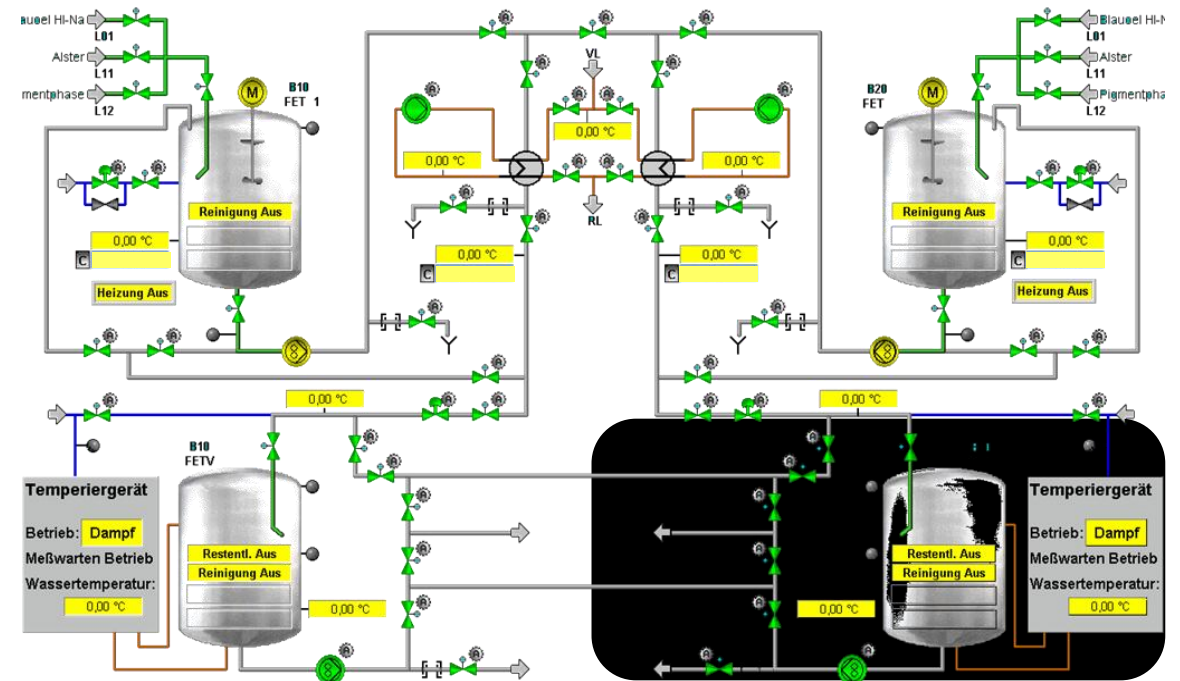 auoel HI-Na
L01
Alster
L11
mentphase
L12
B10
FET 1
M
VL
0,00 °C
0,00 °C
0,00 °C
RL
B20
FET
M
Blauoel HI-N
L01
Alster
L11
Pigmentpha
L12
Reinigung Aus
0,00 °C
C
Heizung Aus
0,00 °C
C
0,00 °C
C
Reinigung Aus
0,00 °C
C
Heizung Aus
0,00 °C
0,00 °C
B10
FETV
Temperiergerät
Betrieb: Dampf
Meßwarten Betrieb
Wassertemperatur:
0,00 °C
Restentl. Aus
Reinigung Aus
0,00 °C
0,00 °C
Restentl. Aus
Reinigung Aus
Temperiergerät
Betrieb: Dampf
Meßwarten Betrieb
Wassertemperatur:
0,00 °C